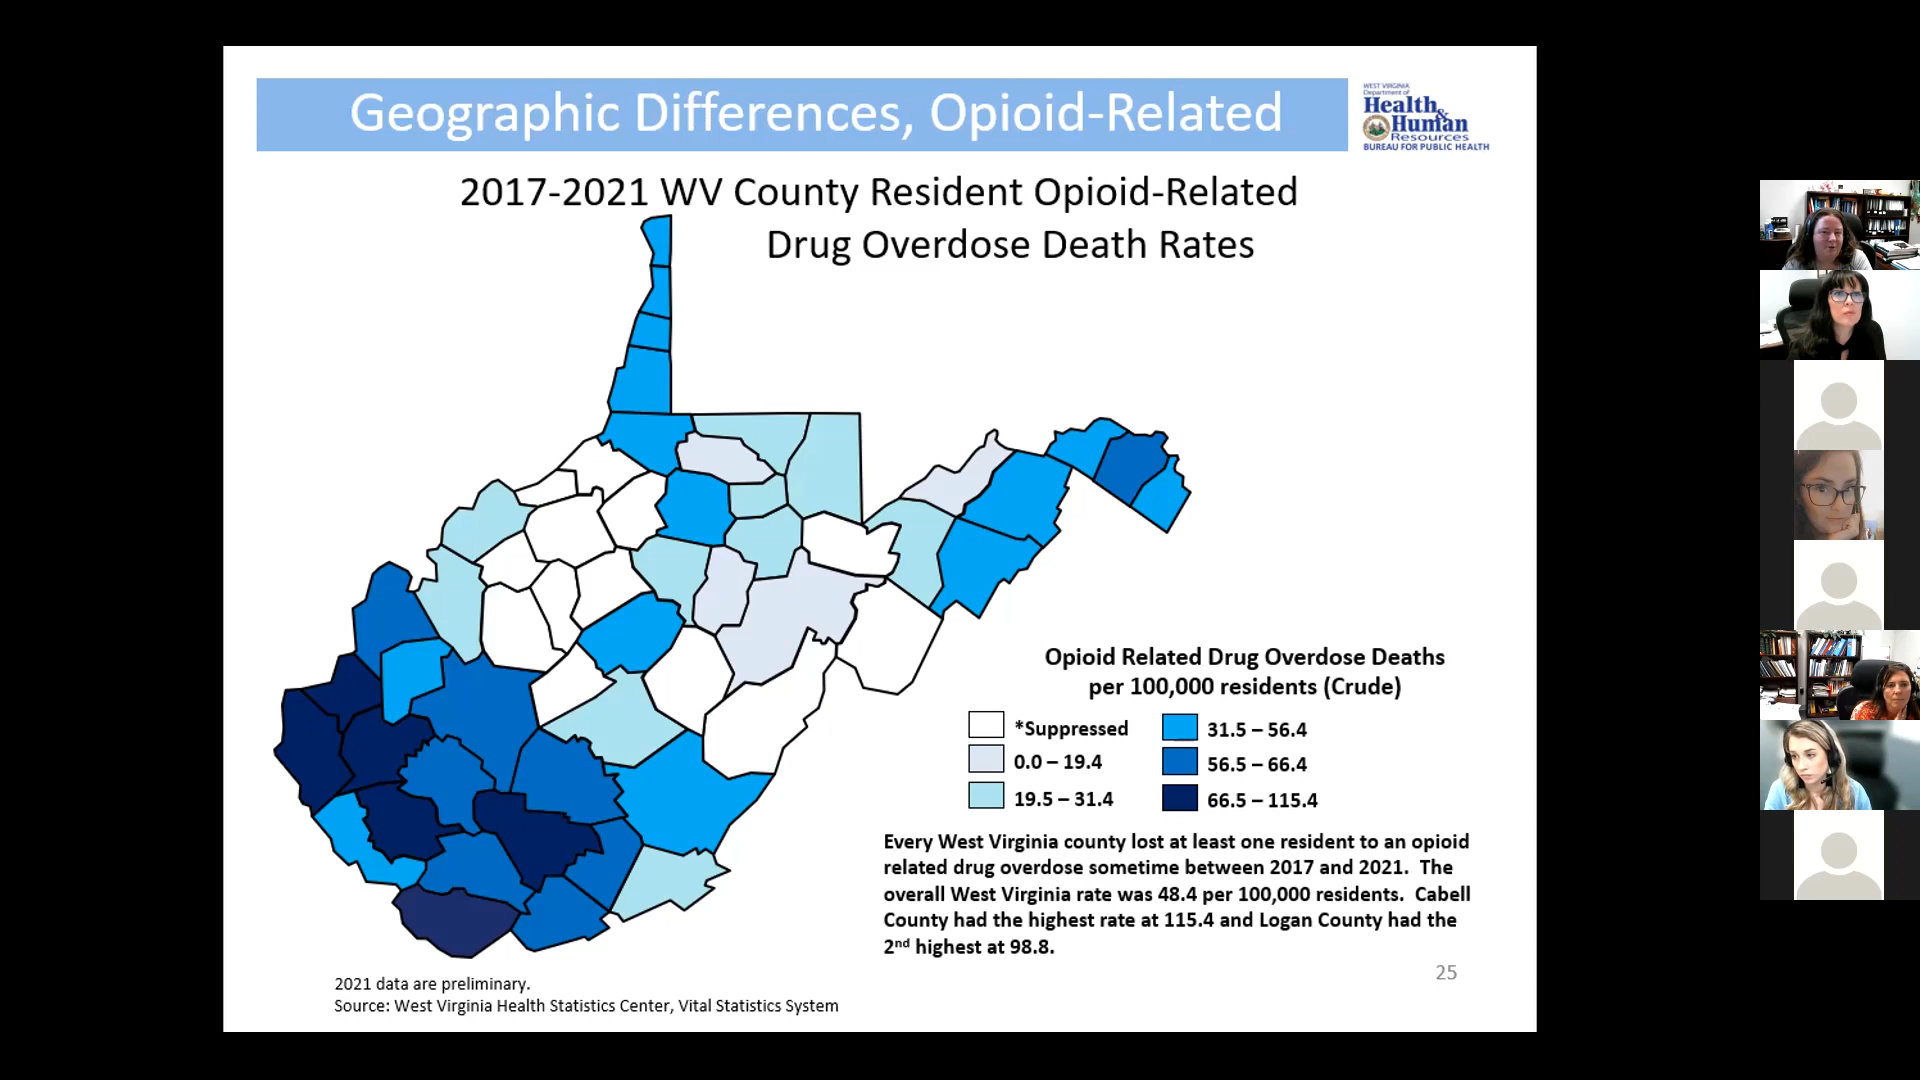 Geographic Differences, Opioid-Related
WEST VIRGINIA
Department of
Health &
Human
Resources
BUREAU FOR PUBLIC HEALTH
2017-2021 WV County Resident Opioid-Related
Drug Overdose Death Rates
Opioid Related Drug Overdose Deaths
per 100,000 residents (Crude)
*Suppressed
0.0 – 19.4
19.5 – 31.4
31.5 – 56.4
56.5 – 66.4
66.5 – 115.4
Every West Virginia county lost at least one resident to an opioid
related drug overdose sometime between 2017 and 2021. The
overall West Virginia rate was 48.4 per 100,000 residents. Cabell
County had the highest rate at 115.4 and Logan County had the
2nd highest at 98.8.
25
2021 data are preliminary.
Source: West Virginia Health Statistics Center, Vital Statistics System